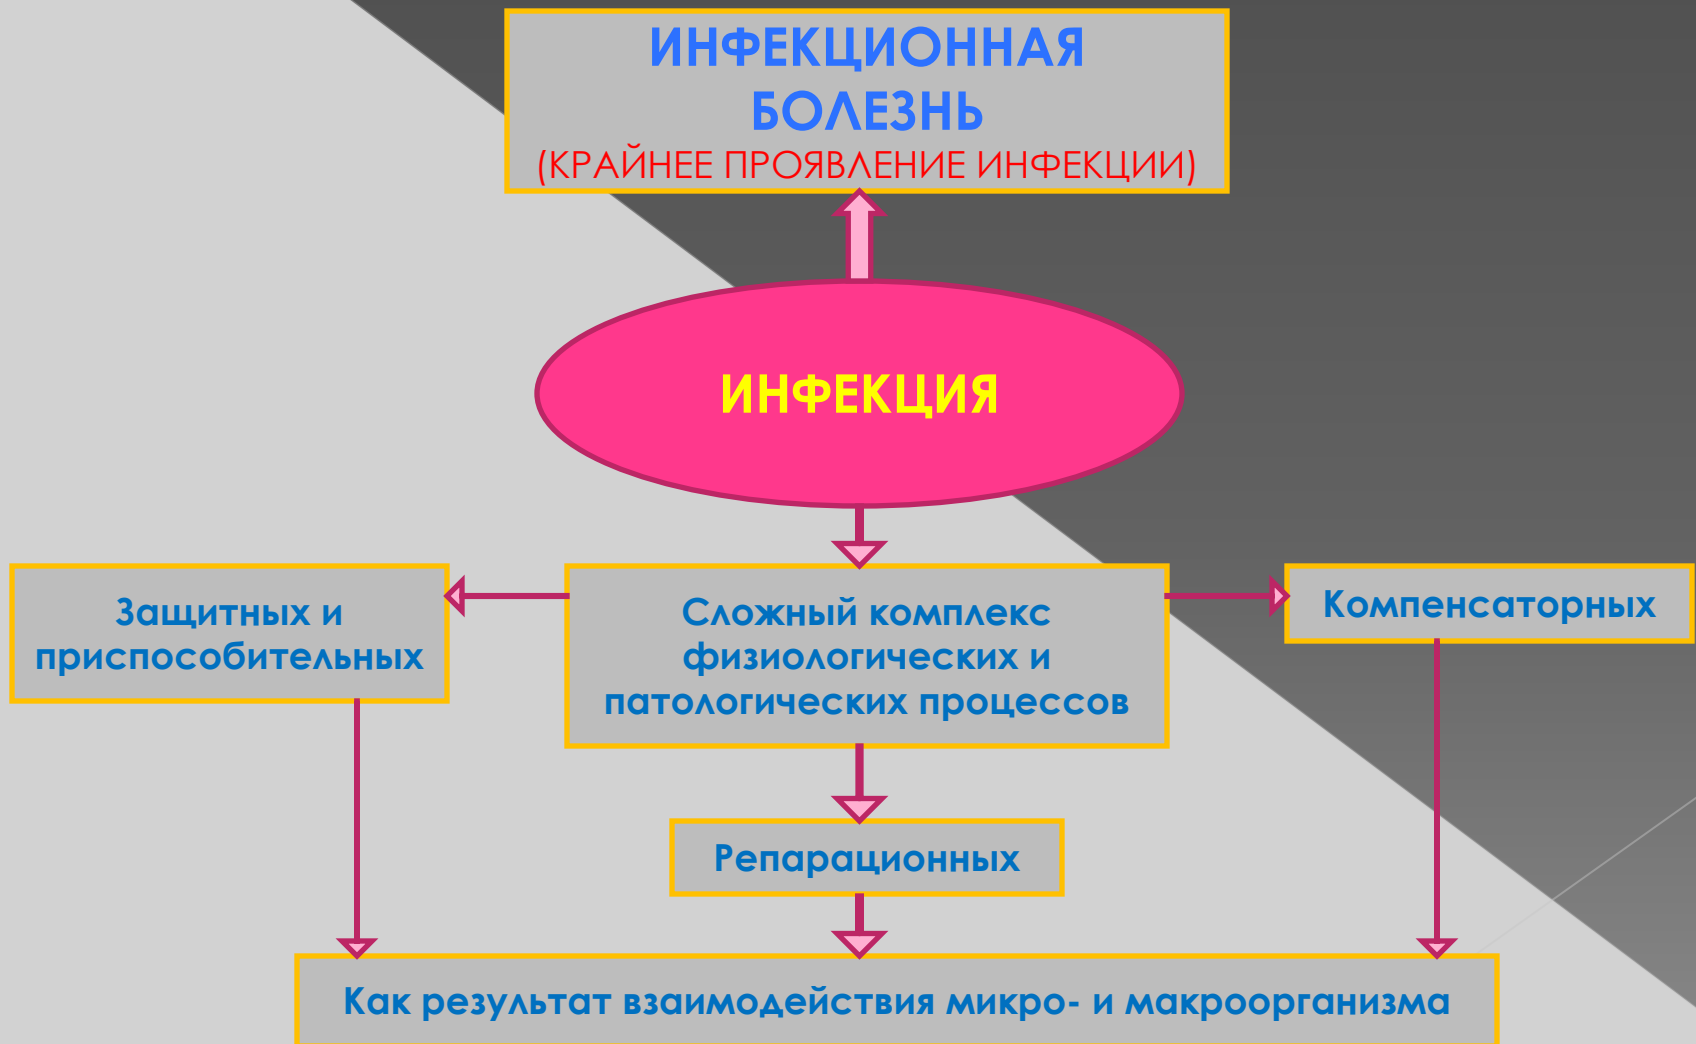 ИНФЕКЦИОННАЯ
БОЛЕЗНЬ
(КРАЙНЕЕ ПРОЯВЛЕНИЕ ИНФЕКЦИИ)
ИНФЕКЦИЯ
Защитных и
приспособительных
Сложный комплекс
физиологических и
патологических процессов
Компенсаторных
Репарационных
Как результат взаимодействия микро- и макроорганизма